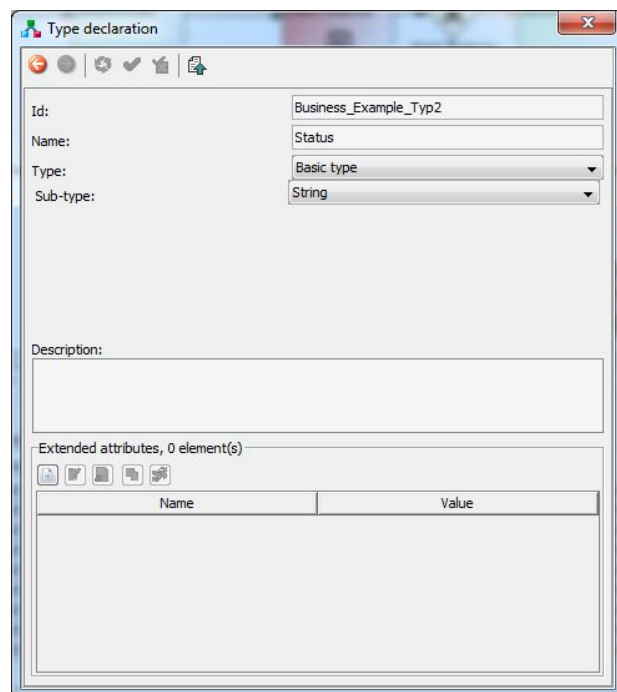 Type declaration
Id: Business_Example_Typ2
Name: Status
Type: Basic type
Sub-type: String
Description:
Extended attributes, 0 element(s)
Name Value